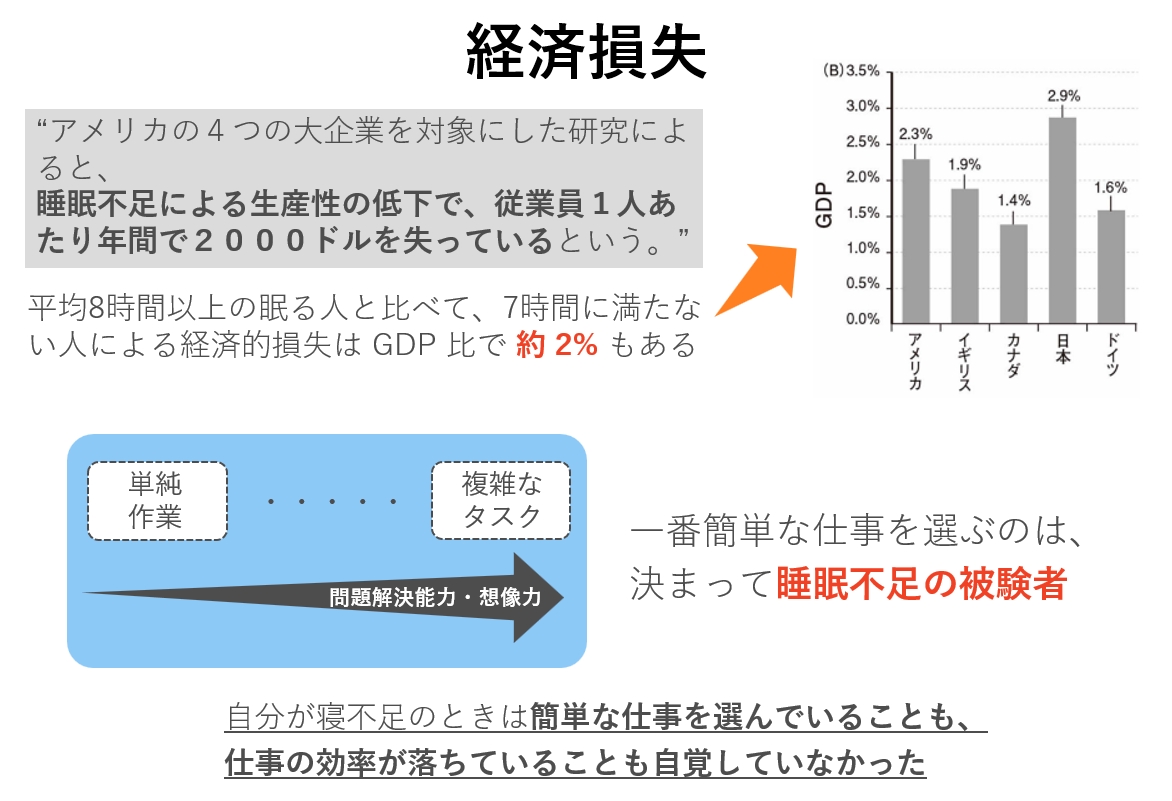 経済損失
“アメリカの４つの大企業を対象にした研究によ
ると、
睡眠不足による生産性の低下で、従業員１人あ
たり年間で２０００ドルを失っているという。”
平均8時間以上の眠る人と比べて、7時間に満たな
い人による経済的損失は GDP 比で 約 2% もある
(B)
GDP
3.5%
3.0%
2.5%
2.0%
1.5%
1.0%
0.5%
0.0%
2.3%
1.9%
1.4%
2.9%
1.6%
アメリカ
イギリス
カナダ
日本
ドイツ
単純
作業
・・・・・
複雑な
タスク
問題解決能力・想像力
一番簡単な仕事を選ぶのは、
決まって睡眠不足の被験者
自分が寝不足のときは簡単な仕事を選んでいることも、
仕事の効率が落ちていることも自覚していなかった